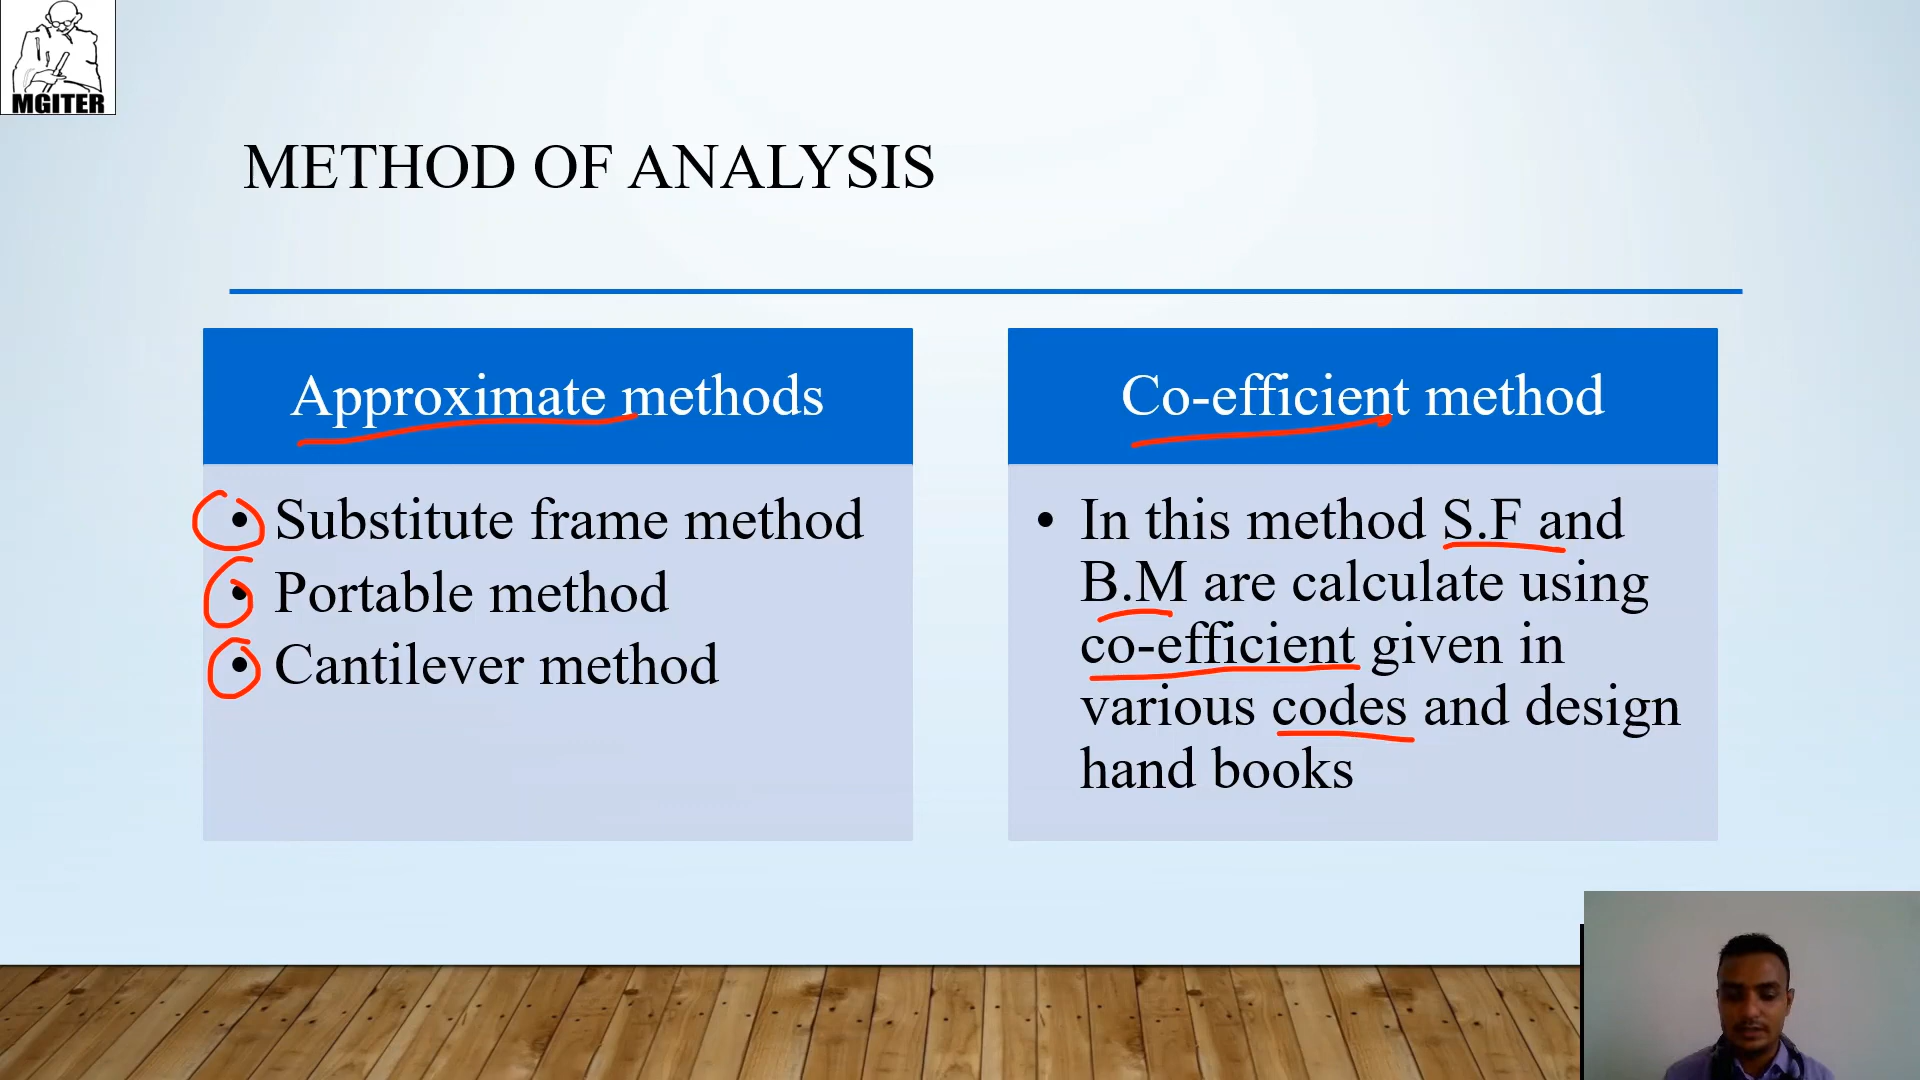 MGITER
METHOD OF ANALYSIS
Approximate methods
• Substitute frame method
• Portable method
• Cantilever method
Co-efficient method
• In this method S.F and
B.M are calculate using
co-efficient given in
various codes and design
hand books